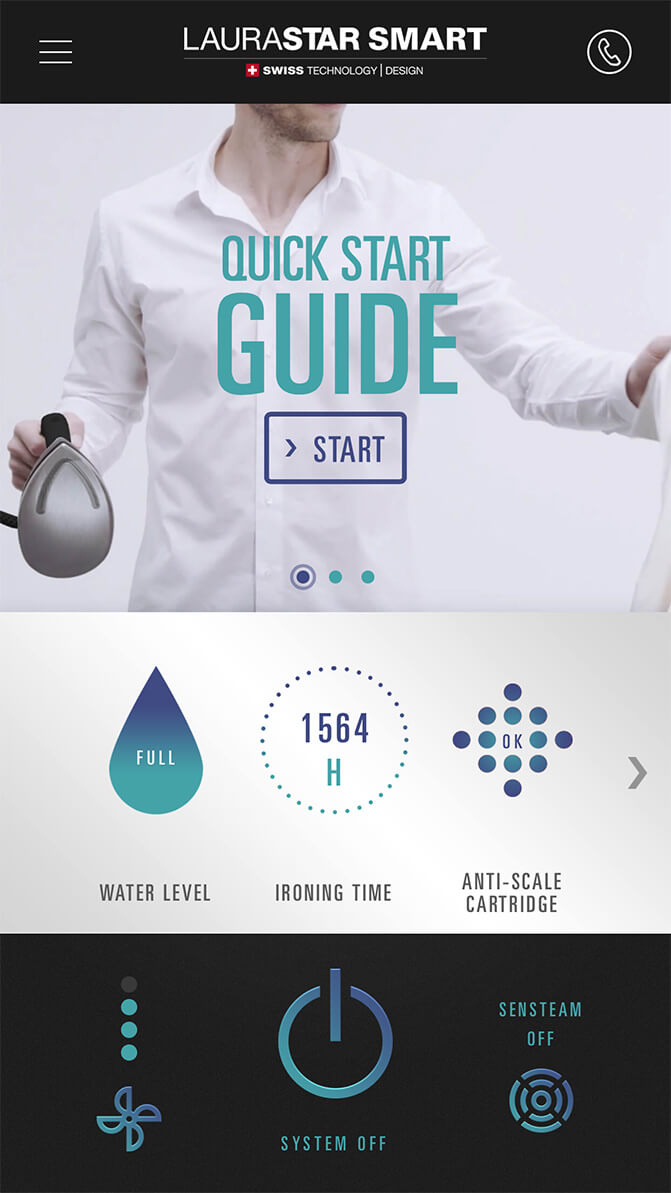 LAURASTAR SMART
SWISS TECHNOLOGY | DESIGN
QUICK START
GUIDE
› START
FULL
1564
H
OK
WATER LEVEL
IRONING TIME
ANTI-SCALE
CARTRIDGE
SENSTEAM
OFF
SYSTEM OFF